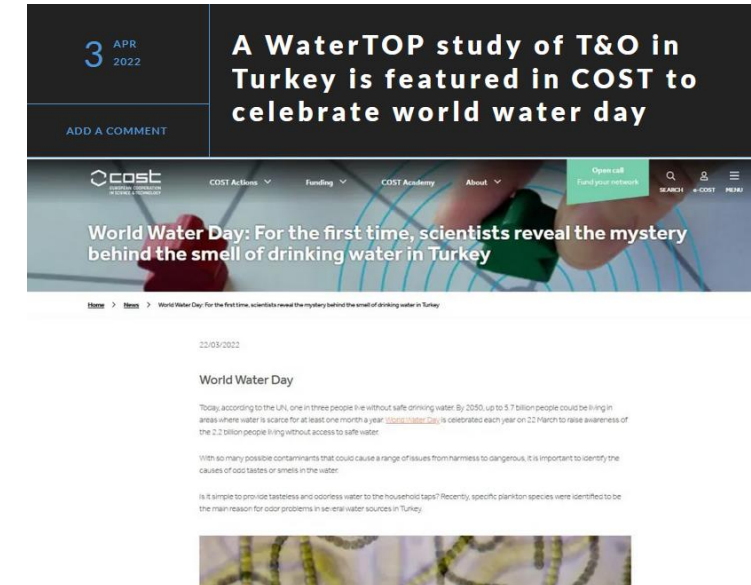 3 APR
2022
A WaterTOP study of T&O in
Turkey is featured in COST to
celebrate world water day
ADD A COMMENT
cost
EUROPEAN COOPERATION
IN SCIENCE & TECHNOLOGY
COST Actions
Funding
COST Academy
About
Open call
Fund your network
SEARCH
e-COST
MENU
World Water Day: For the first time, scientists reveal the mystery
behind the smell of drinking water in Turkey
Home > News > World Water Day: For the first time, scientists reveal the mystery behind the smell of drinking water in Turkey
22/03/2022
World Water Day
Today, according to the UN, one in three people live without safe drinking water. By 2050, up to 5.7 billion people could be living in
areas where water is scarce for at least one month a year. World Water Day is celebrated each year on 22 March to raise awareness of
the 2.2 billion people living without access to safe water.
With so many possible contaminants that could cause a range of issues from harmless to dangerous, it is important to identify the
causes of odd tastes or smells in the water.
Is it simple to provide tasteless and odorless water to the household taps? Recently, specific plankton species were identified to be
the main reason for odor problems in several water sources in Turkey.